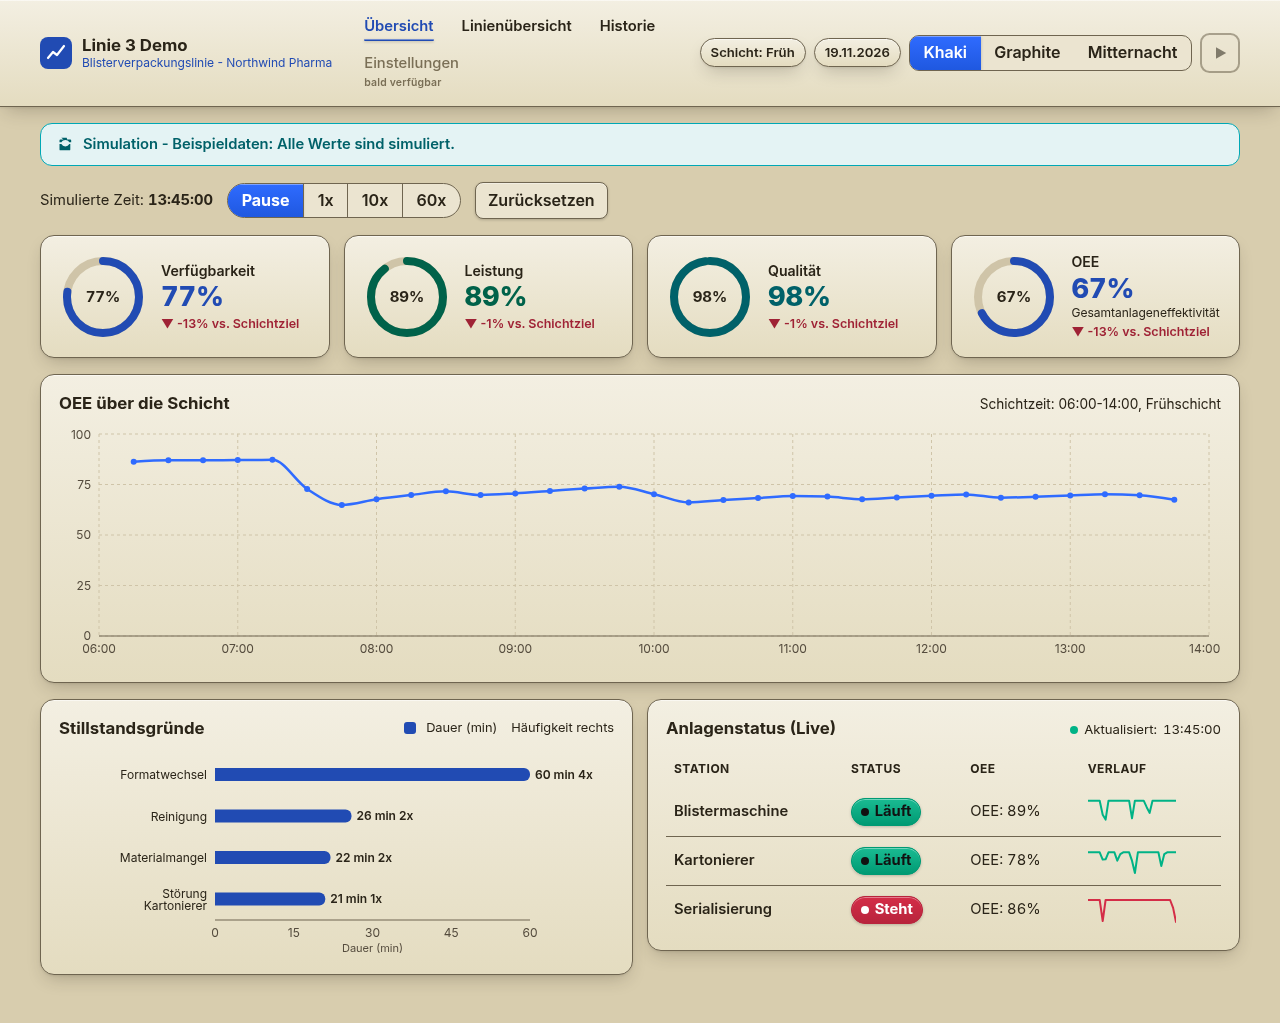 Linie 3 Demo
Blisterverpackungslinie - Northwind Pharma
Übersicht
Linienübersicht
Historie
Einstellungen
bald verfügbar
Schicht: Früh
19.11.2026
Khaki
Graphite
Mitternacht
Simulation - Beispieldaten: Alle Werte sind simuliert.
Simulierte Zeit: 13:45:00
Pause
1x
10x
60x
Zurücksetzen
77%
Verfügbarkeit
77%
-13% vs. Schichtziel
89%
Leistung
89%
-1% vs. Schichtziel
98%
Qualität
98%
-1% vs. Schichtziel
67%
OEE
67%
Gesamtanlageneffektivität
-13% vs. Schichtziel
OEE über die Schicht
Schichtzeit: 06:00-14:00, Frühschicht
100
75
50
25
0
06:00
07:00
08:00
09:00
10:00
11:00
12:00
13:00
14:00
Stillstandsgründe
Dauer (min)
Häufigkeit rechts
Formatwechsel
60 min 4x
Reinigung
26 min 2x
Materialmangel
22 min 2x
Störung
Kartonierer
21 min 1x
0
15
30
45
60
Dauer (min)
Anlagenstatus (Live)
Aktualisiert: 13:45:00
STATION
STATUS
OEE
VERLAUF
Blistermaschine
Läuft
OEE: 89%
Kartonierer
Läuft
OEE: 78%
Serialisierung
Steht
OEE: 86%